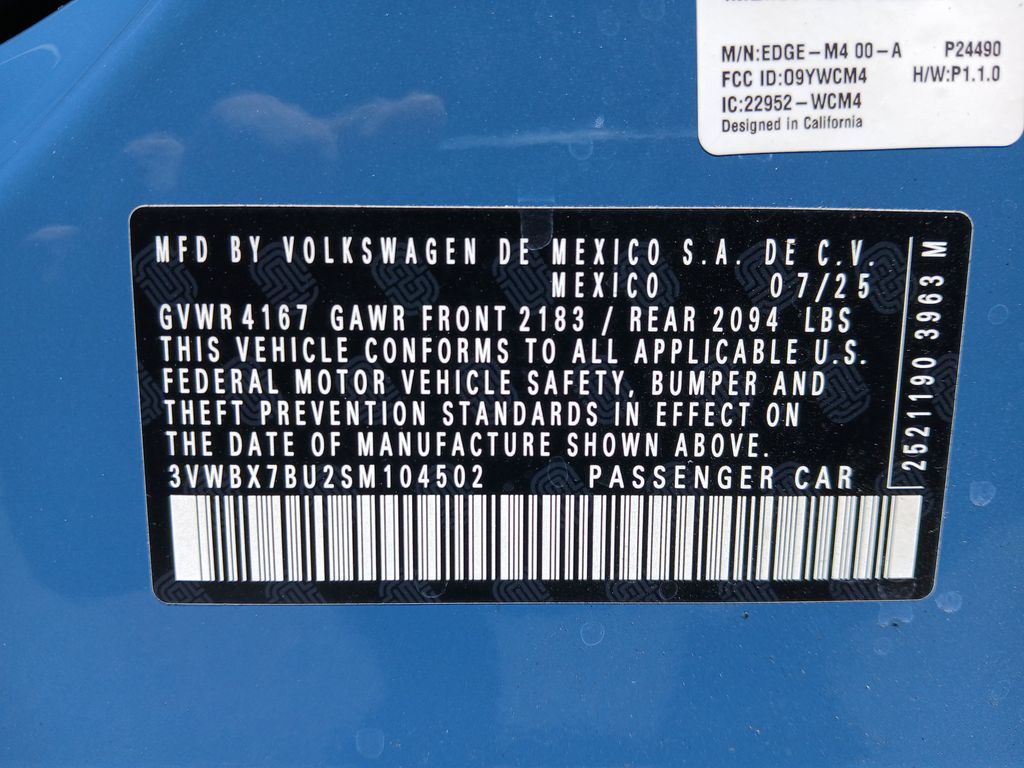 M/N:EDGE-M4 00-A P24490
FCC ID:O9YWCM4 H/W:P1.1.0
IC:22952-WCM4
Designed in California
MFD BY VOLKSWAGEN DE MEXICO S.A. DE C.V.
MEXICO 07/25
GVWR 4167 GAWR FRONT 2183 / REAR 2094 LBS
THIS VEHICLE CONFORMS TO ALL APPLICABLE U.S.
FEDERAL MOTOR VEHICLE SAFETY, BUMPER AND
THEFT PREVENTION STANDARDS IN EFFECT ON
THE DATE OF MANUFACTURE SHOWN ABOVE.
3VWBX7BU2SM104502 PASSENGER CAR
2521190 3963 M